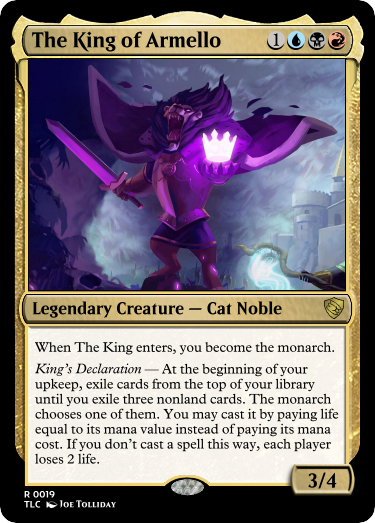 The King of Armello 1
Legendary Creature — Cat Noble
When The King enters, you become the monarch.
King's Declaration — At the beginning of your
upkeep, exile cards from the top of your library
until you exile three nonland cards. The monarch
chooses one of them. You may cast it by paying life
equal to its mana value instead of paying its mana
cost. If you don't cast a spell this way, each player
loses 2 life.
3/4
R 0019
TLC Joe Tolliday